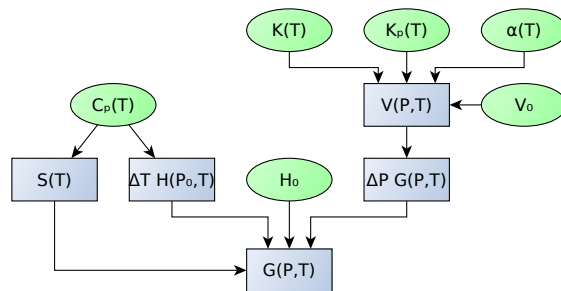 K(T)
Kₚ(T)
α(T)
Cₚ(T)
V(P,T)
V₀
S(T)
ΔT H(P₀,T)
H₀
ΔP G(P,T)
G(P,T)